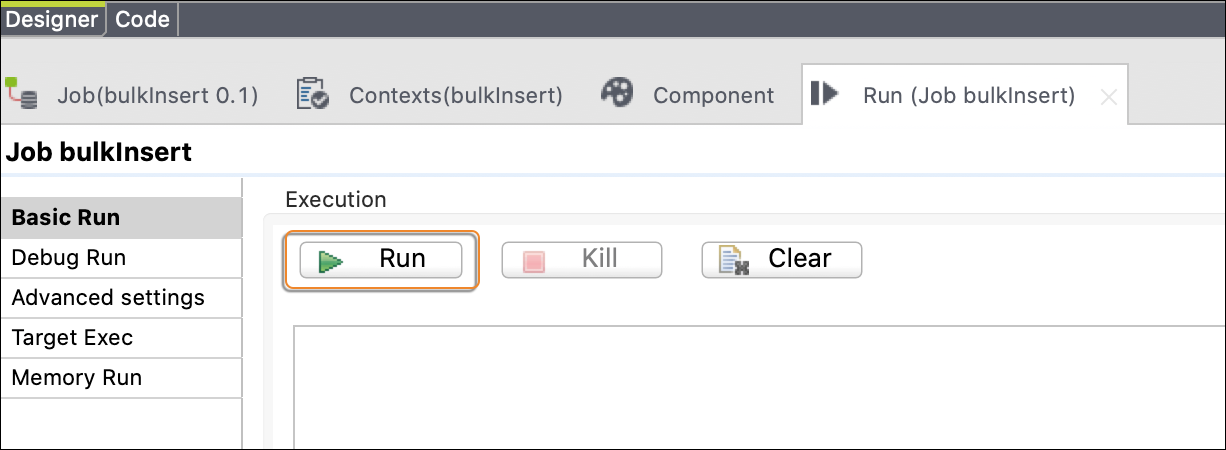 Designer Code
Job(bulkInsert 0.1) Contexts(bulkInsert) Component Run (Job bulkInsert)
Job bulkInsert
Basic Run
Debug Run
Advanced settings
Target Exec
Memory Run
Execution
Run Kill Clear